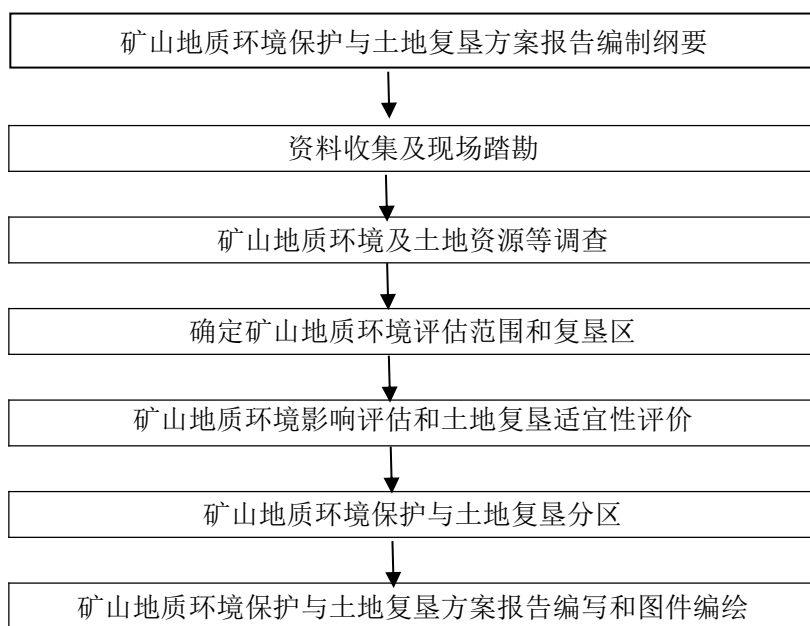 矿山地质环境保护与土地复垦方案报告编制纲要
资料收集及现场踏勘
矿山地质环境及土地资源等调查
确定矿山地质环境评估范围和复垦区
矿山地质环境影响评估和土地复垦适宜性评价
矿山地质环境保护与土地复垦分区
矿山地质环境保护与土地复垦方案报告编写和图件编绘